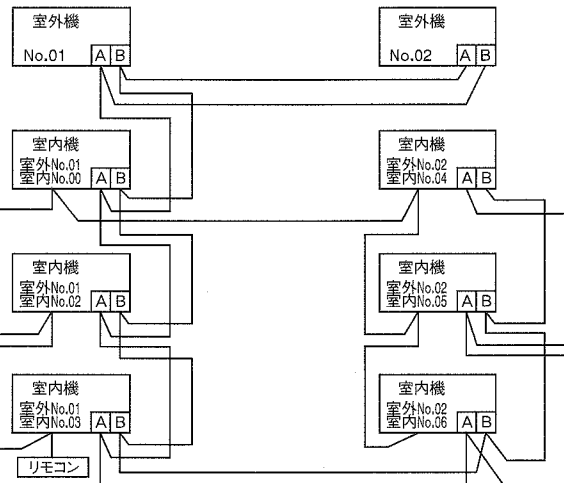 室外機
No.01 A B
室外機
No.02 A B
室内機
室外No.01
室内No.00 A B
室内機
室外No.02
室内No.04 A B
室内機
室外No.01
室内No.02 A B
室内機
室外No.02
室内No.05 A B
室内機
室外No.01
室内No.03 A B
室内機
室外No.02
室内No.06 A B
リモコン